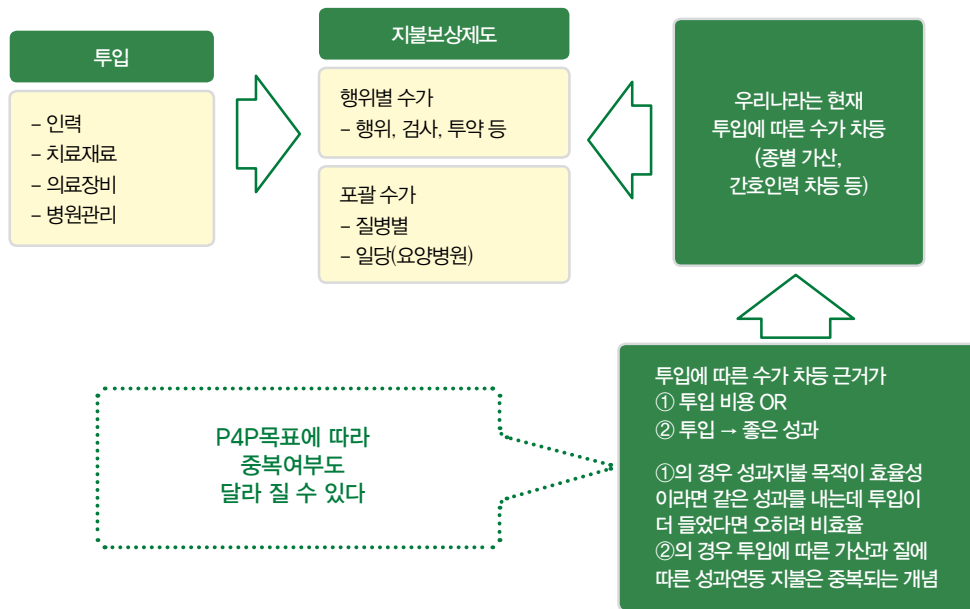 투입
– 인력
– 치료재료
– 의료장비
– 병원관리
지불보상제도
행위별 수가
– 행위, 검사, 투약 등
포괄 수가
– 질병별
– 일당(요양병원)
우리나라는 현재
투입에 따른 수가 차등
(종별 가산,
간호인력 차등 등)
투입에 따른 수가 차등 근거가
① 투입 비용 OR
② 투입 → 좋은 성과
①의 경우 성과지불 목적이 효율성
이라면 같은 성과를 내는데 투입이
더 들었다면 오히려 비효율
②의 경우 투입에 따른 가산과 질에
따른 성과연동 지불은 중복되는 개념
P4P목표에 따라
중복여부도
달라 질 수 있다